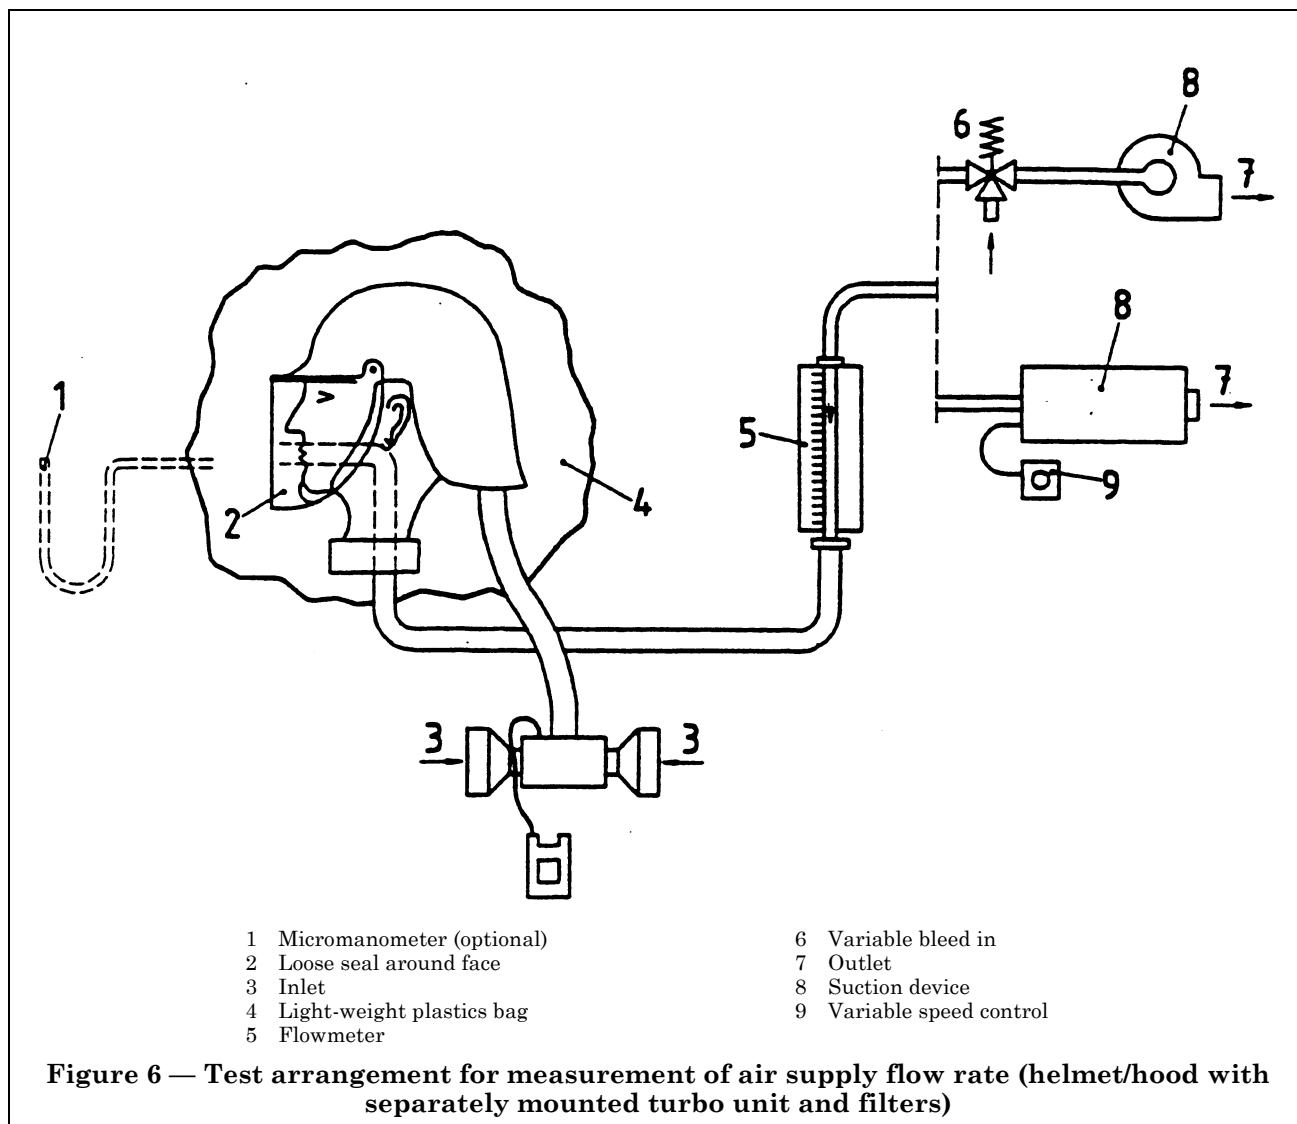 8
6
7
8
1
7
5
9
4
2
3
3
1 Micromanometer (optional)
2 Loose seal around face
3 Inlet
4 Light-weight plastics bag
5 Flowmeter
6 Variable bleed in
7 Outlet
8 Suction device
9 Variable speed control
Figure 6 — Test arrangement for measurement of air supply flow rate (helmet/hood with
separately mounted turbo unit and filters)